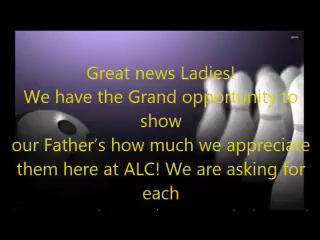 Great news Ladies!
We have the Grand opportunity to
show
our Father's how much we appreciate
them here at ALC! We are asking for
each